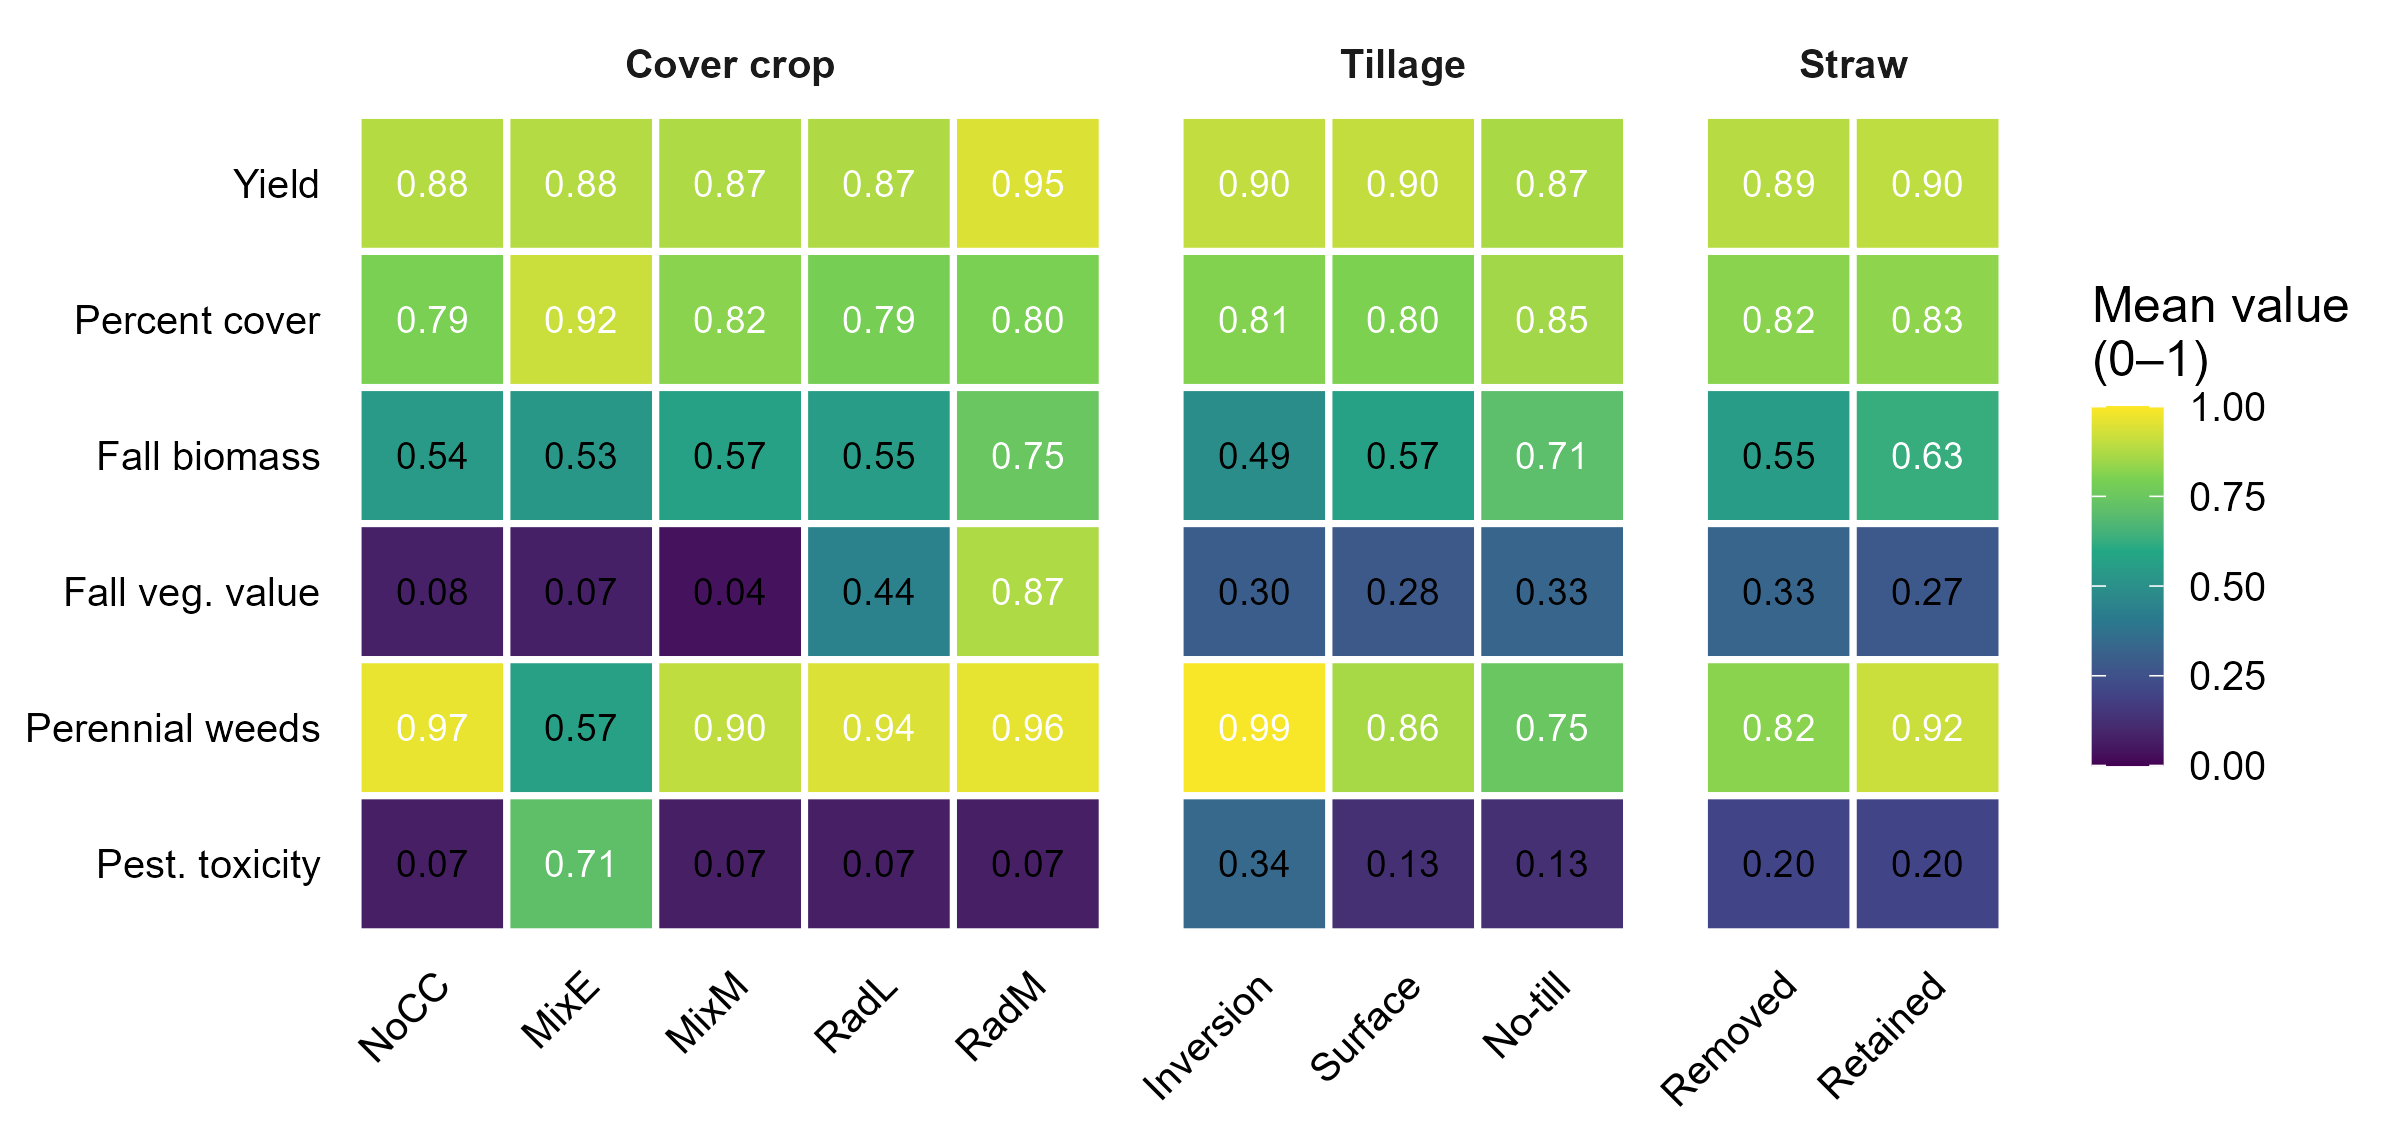 Cover crop Tillage Straw
Yield 0.88 0.88 0.87 0.87 0.95 0.90 0.90 0.87 0.89 0.90
Percent cover 0.79 0.92 0.82 0.79 0.80 0.81 0.80 0.85 0.82 0.83
Fall biomass 0.54 0.53 0.57 0.55 0.75 0.49 0.57 0.71 0.55 0.63
Fall veg. value 0.08 0.07 0.04 0.44 0.87 0.30 0.28 0.33 0.33 0.27
Perennial weeds 0.97 0.57 0.90 0.94 0.96 0.99 0.86 0.75 0.82 0.92
Pest. toxicity 0.07 0.71 0.07 0.07 0.07 0.34 0.13 0.13 0.20 0.20
NoCC MixE MixM RadL RadM Inversion Surface No-till Removed Retained
Mean value
(0–1)
1.00
0.75
0.50
0.25
0.00